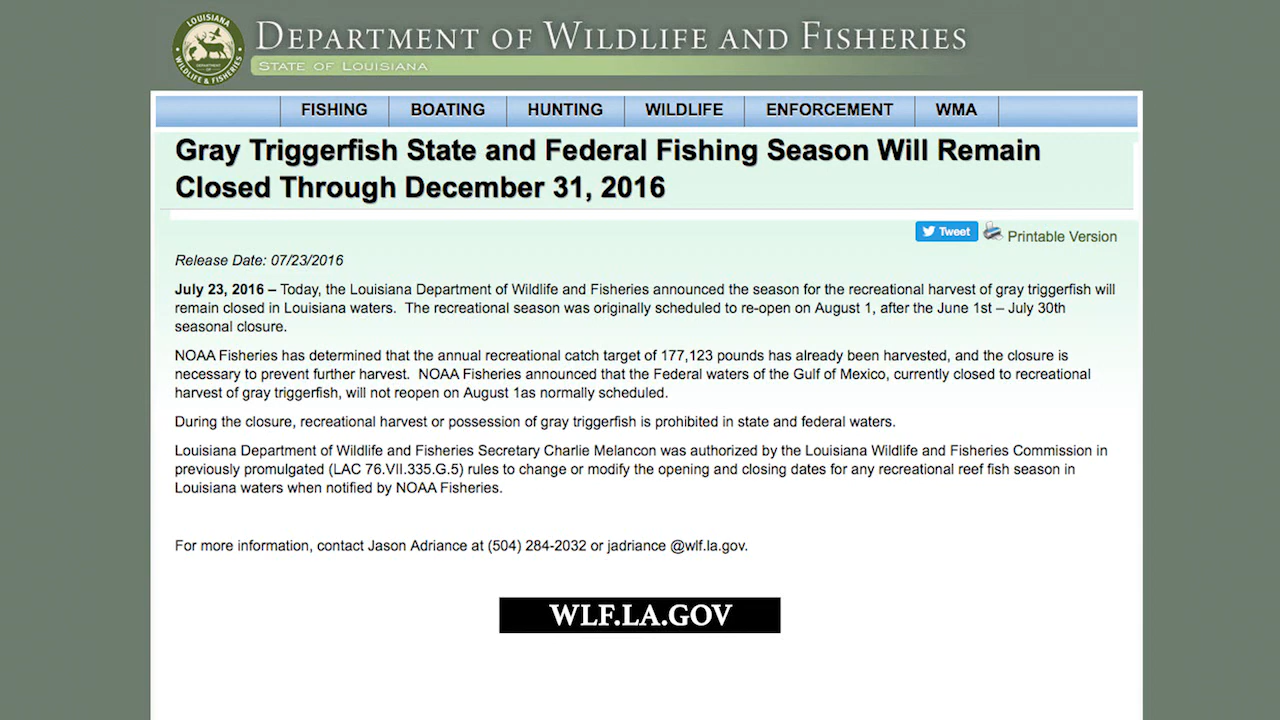 LOUISIANA
DEPARTMENT OF
WILDLIFE & FISHERIES
DEPARTMENT OF WILDLIFE AND FISHERIES
STATE OF LOUISIANA
FISHING BOATING HUNTING WILDLIFE ENFORCEMENT WMA
Gray Triggerfish State and Federal Fishing Season Will Remain
Closed Through December 31, 2016
Tweet Printable Version
Release Date: 07/23/2016
July 23, 2016 – Today, the Louisiana Department of Wildlife and Fisheries announced the season for the recreational harvest of gray triggerfish will
remain closed in Louisiana waters. The recreational season was originally scheduled to re-open on August 1, after the June 1st – July 30th
seasonal closure.
NOAA Fisheries has determined that the annual recreational catch target of 177,123 pounds has already been harvested, and the closure is
necessary to prevent further harvest. NOAA Fisheries announced that the Federal waters of the Gulf of Mexico, currently closed to recreational
harvest of gray triggerfish, will not reopen on August 1as normally scheduled.
During the closure, recreational harvest or possession of gray triggerfish is prohibited in state and federal waters.
Louisiana Department of Wildlife and Fisheries Secretary Charlie Melancon was authorized by the Louisiana Wildlife and Fisheries Commission in
previously promulgated (LAC 76.VII.335.G.5) rules to change or modify the opening and closing dates for any recreational reef fish season in
Louisiana waters when notified by NOAA Fisheries.
For more information, contact Jason Adriance at (504) 284-2032 or jadriance @wlf.la.gov.
WLF.LA.GOV